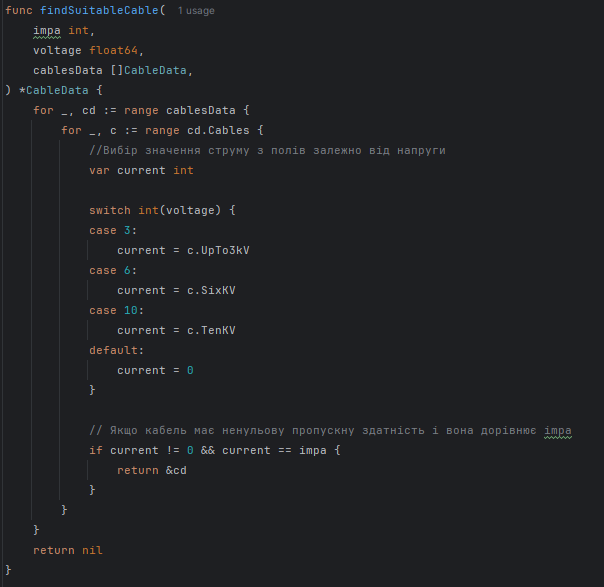 func findSuitableCable( 1 usage
    impa int,
    voltage float64,
    cablesData []CableData,
) *CableData {
    for _, cd := range cablesData {
        for _, c := range cd.Cables {
            //Вибір значення струму з полів залежно від напруги
            var current int

            switch int(voltage) {
            case 3:
                current = c.UpTo3kV
            case 6:
                current = c.SixKV
            case 10:
                current = c.TenKV
            default:
                current = 0
            }

            // Якщо кабель має ненульову пропускну здатність і вона дорівнює impa
            if current != 0 && current == impa {
                return &cd
            }
        }
    }
    return nil
}